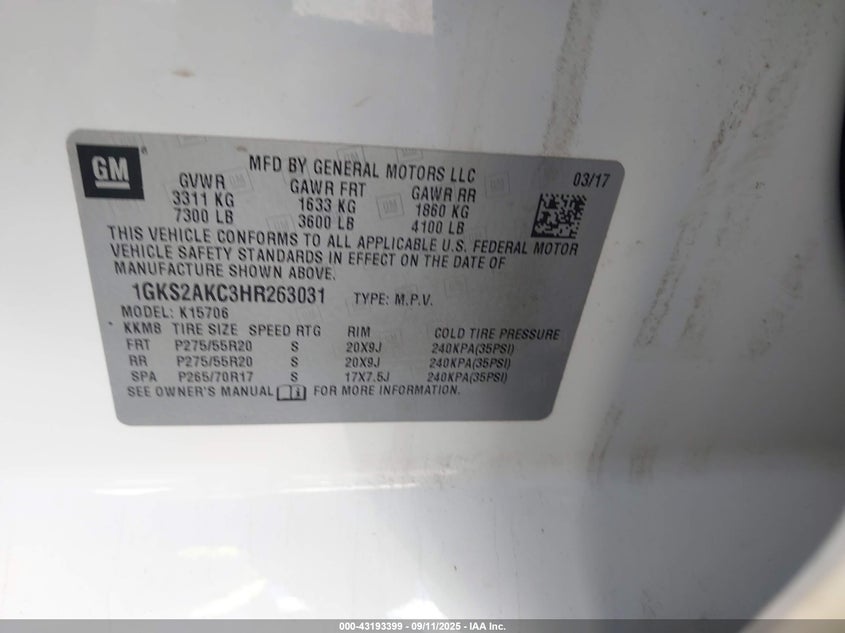 GM
MFD BY GENERAL MOTORS LLC
03/17
GVWR GAWR FRT GAWR RR
3311 KG 1633 KG 1860 KG
7300 LB 3600 LB 4100 LB
THIS VEHICLE CONFORMS TO ALL APPLICABLE U.S. FEDERAL MOTOR
VEHICLE SAFETY STANDARDS IN EFFECT ON THE DATE OF
MANUFACTURE SHOWN ABOVE.
1GKS2AKC3HR263031 TYPE: M.P.V.
MODEL: K15706
KKMB TIRE SIZE SPEED RTG RIM COLD TIRE PRESSURE
FRT P275/55R20 S 20X9J 240KPA(35PSI)
RR P275/55R20 S 20X9J 240KPA(35PSI)
SPA P265/70R17 S 17X7.5J 240KPA(35PSI)
SEE OWNER'S MANUAL FOR MORE INFORMATION.
000-43193399 - 09/11/2025 - IAA Inc.